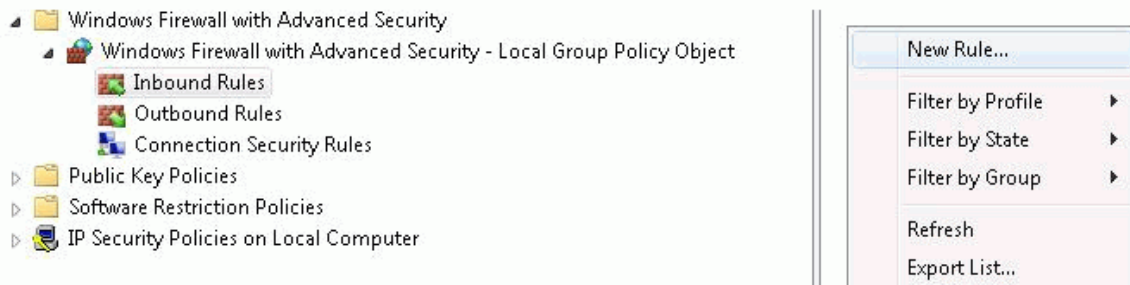 Windows Firewall with Advanced Security
Windows Firewall with Advanced Security - Local Group Policy Object
Inbound Rules
Outbound Rules
Connection Security Rules
Public Key Policies
Software Restriction Policies
IP Security Policies on Local Computer
New Rule...
Filter by Profile
Filter by State
Filter by Group
Refresh
Export List...